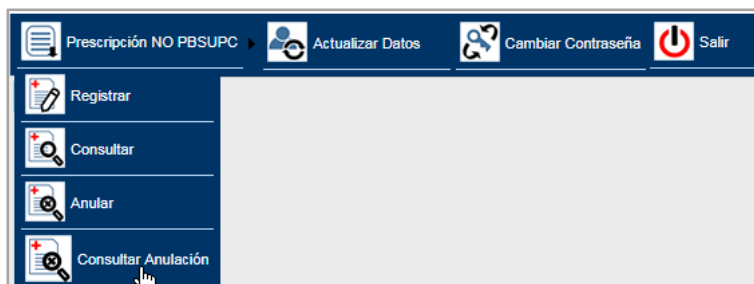 Prescripción NO PBSUPC
Actualizar Datos
Cambiar Contraseña
Salir
Registrar
Consultar
Anular
Consultar Anulación